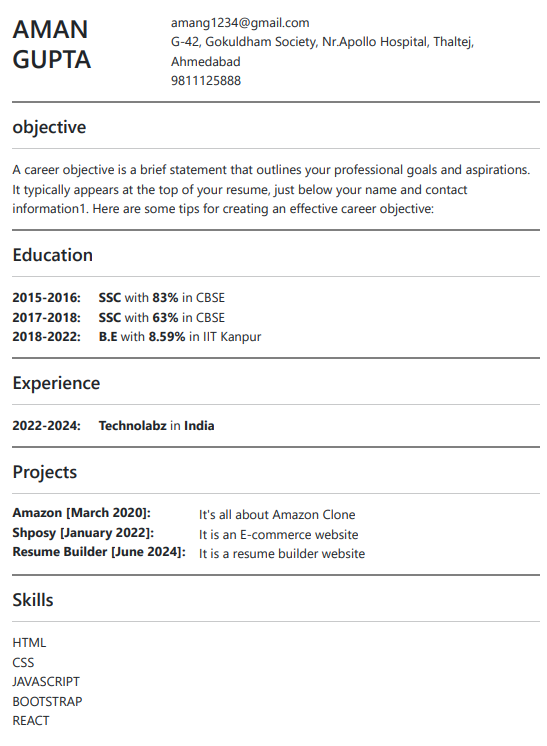 AMAN
GUPTA
amang1234@gmail.com
G-42, Gokuldham Society, Nr.Apollo Hospital, Thaltej,
Ahmedabad
9811125888
objective
A career objective is a brief statement that outlines your professional goals and aspirations.
It typically appears at the top of your resume, just below your name and contact
information1. Here are some tips for creating an effective career objective:
Education
2015-2016: SSC with 83% in CBSE
2017-2018: SSC with 63% in CBSE
2018-2022: B.E with 8.59% in IIT Kanpur
Experience
2022-2024: Technolabz in India
Projects
Amazon [March 2020]: It's all about Amazon Clone
Shposy [January 2022]: It is an E-commerce website
Resume Builder [June 2024]: It is a resume builder website
Skills
HTML
CSS
JAVASCRIPT
BOOTSTRAP
REACT